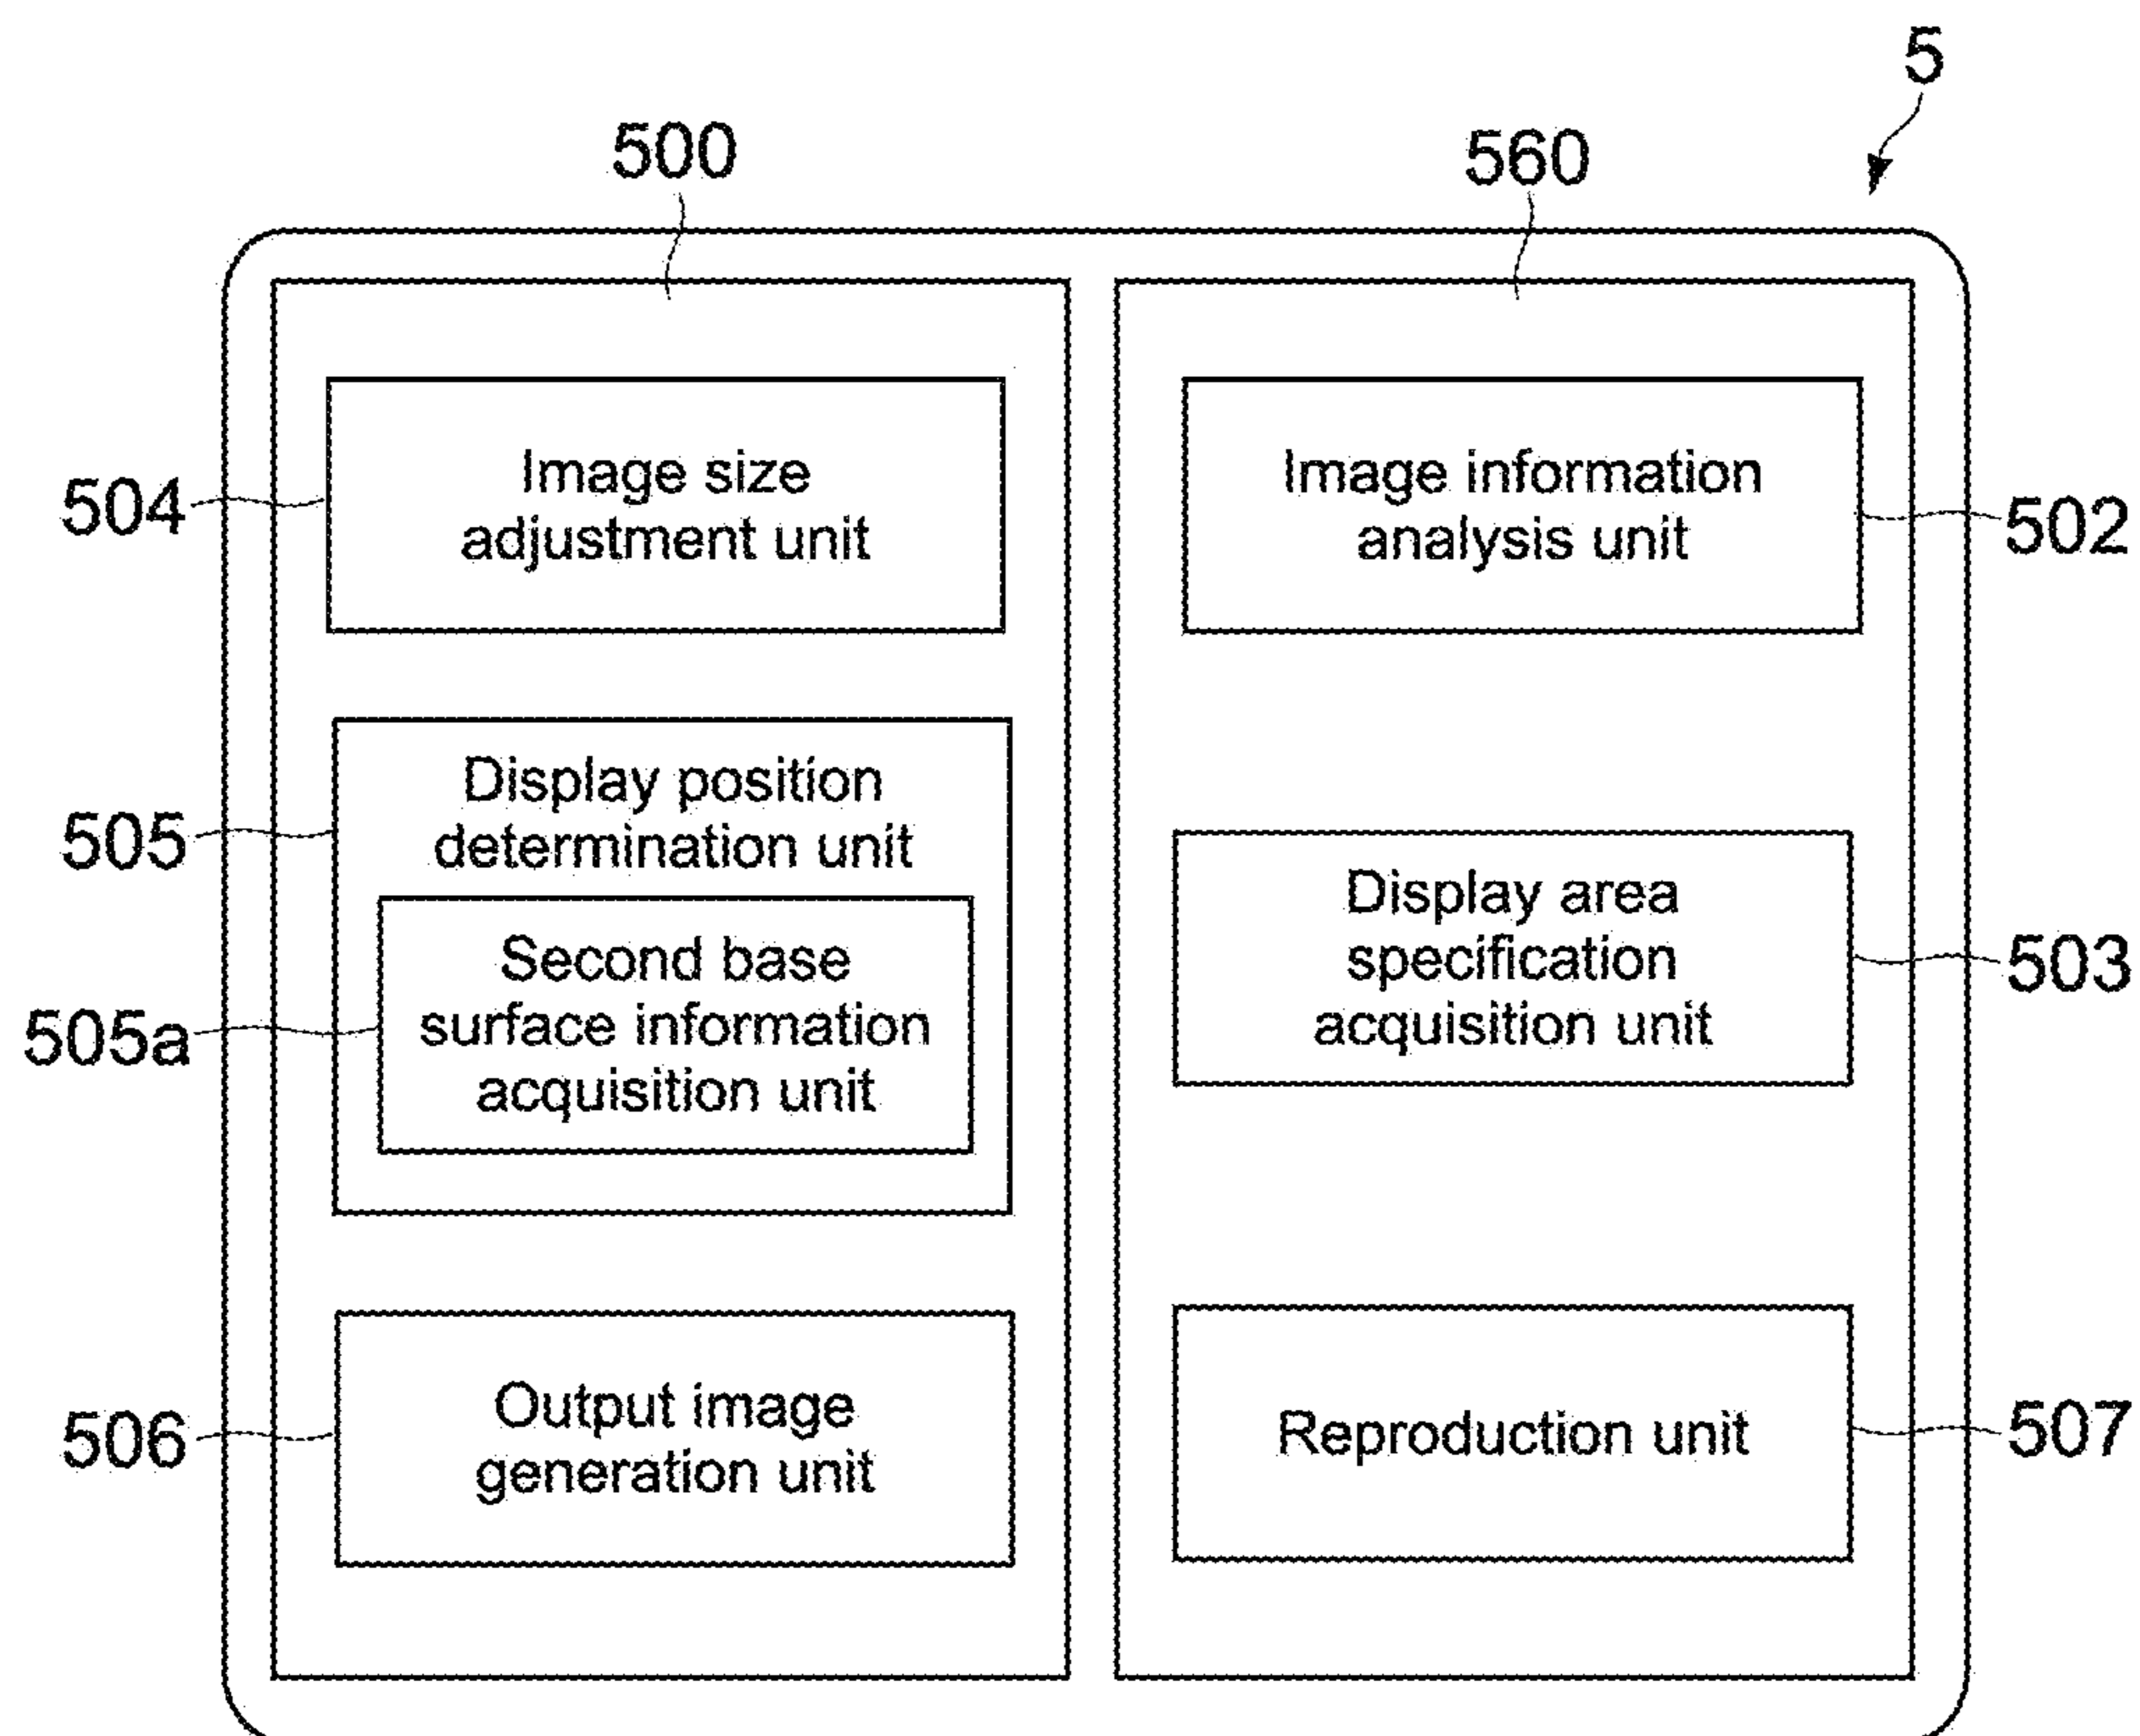 5
500
560
504
Image size
adjustment unit
Image information
analysis unit
502
505
Display position
determination unit
505a
Second base
surface information
acquisition unit
Display area
specification
acquisition unit
503
506
Output image
generation unit
Reproduction unit
507